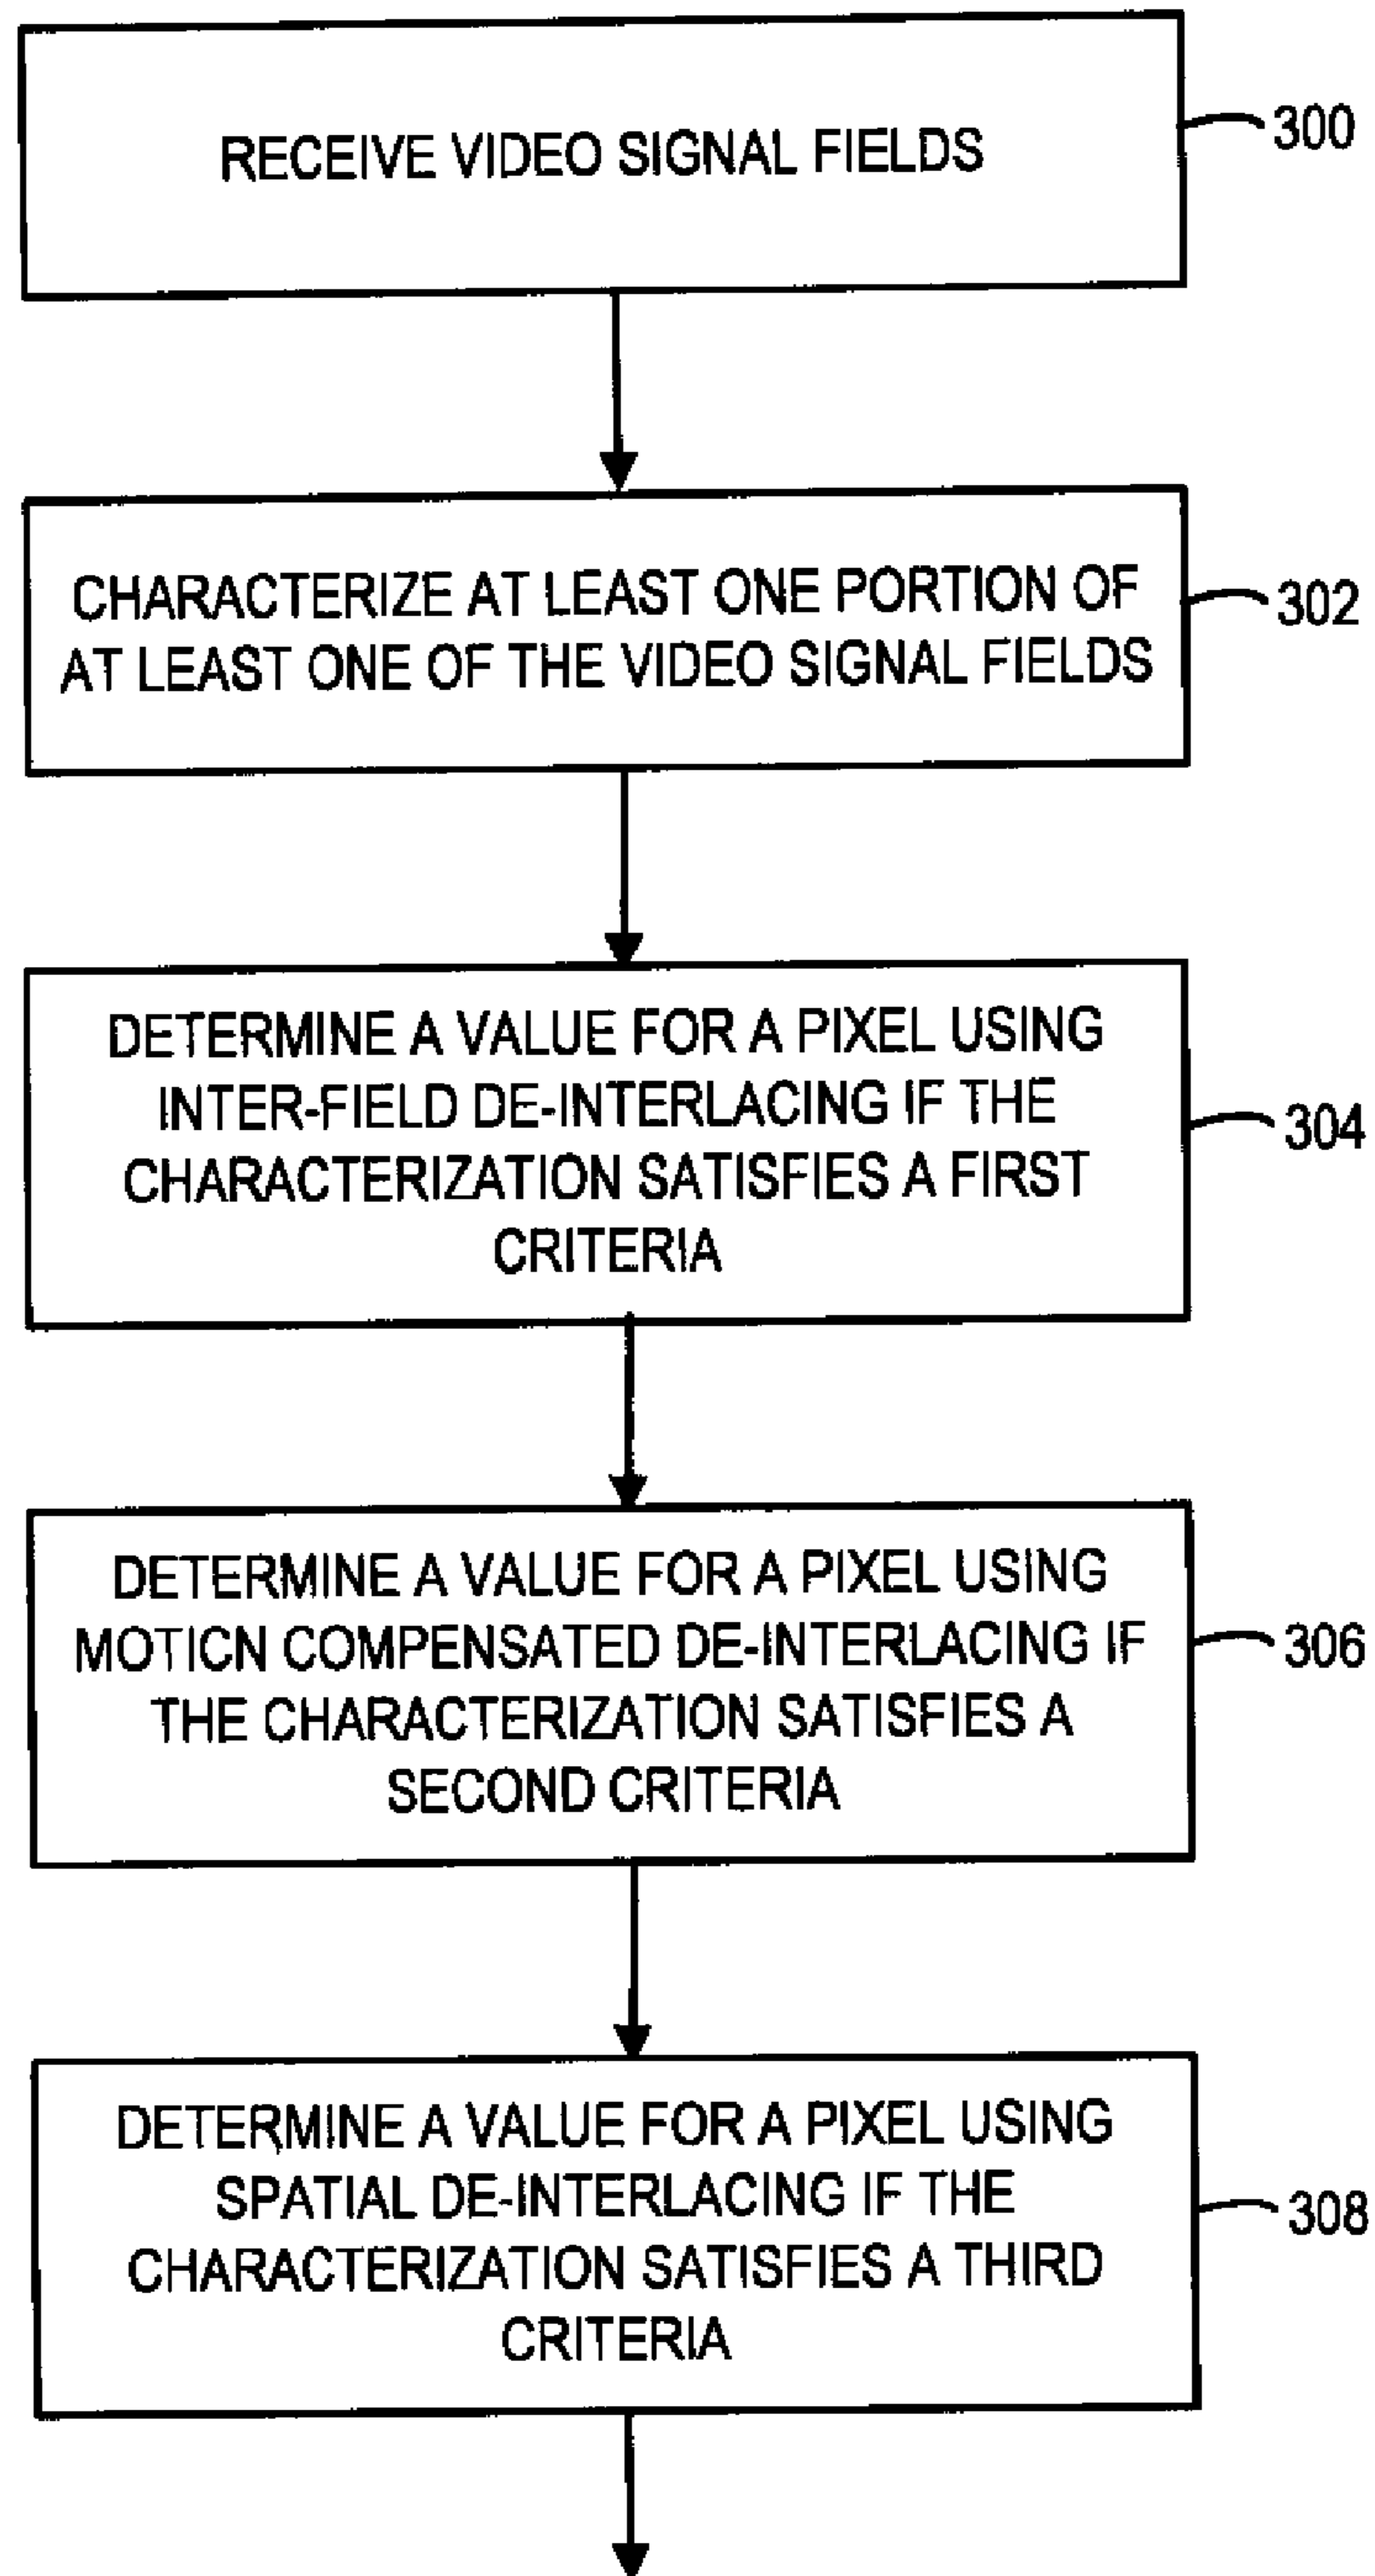 RECEIVE VIDEO SIGNAL FIELDS
300
CHARACTERIZE AT LEAST ONE PORTION OF
AT LEAST ONE OF THE VIDEO SIGNAL FIELDS
302
DETERMINE A VALUE FOR A PIXEL USING
INTER-FIELD DE-INTERLACING IF THE
CHARACTERIZATION SATISFIES A FIRST
CRITERIA
304
DETERMINE A VALUE FOR A PIXEL USING
MOTICN COMPENSATED DE-INTERLACING IF
THE CHARACTERIZATION SATISFIES A
SECOND CRITERIA
306
DETERMINE A VALUE FOR A PIXEL USING
SPATIAL DE-INTERLACING IF THE
CHARACTERIZATION SATISFIES A THIRD
CRITERIA
308